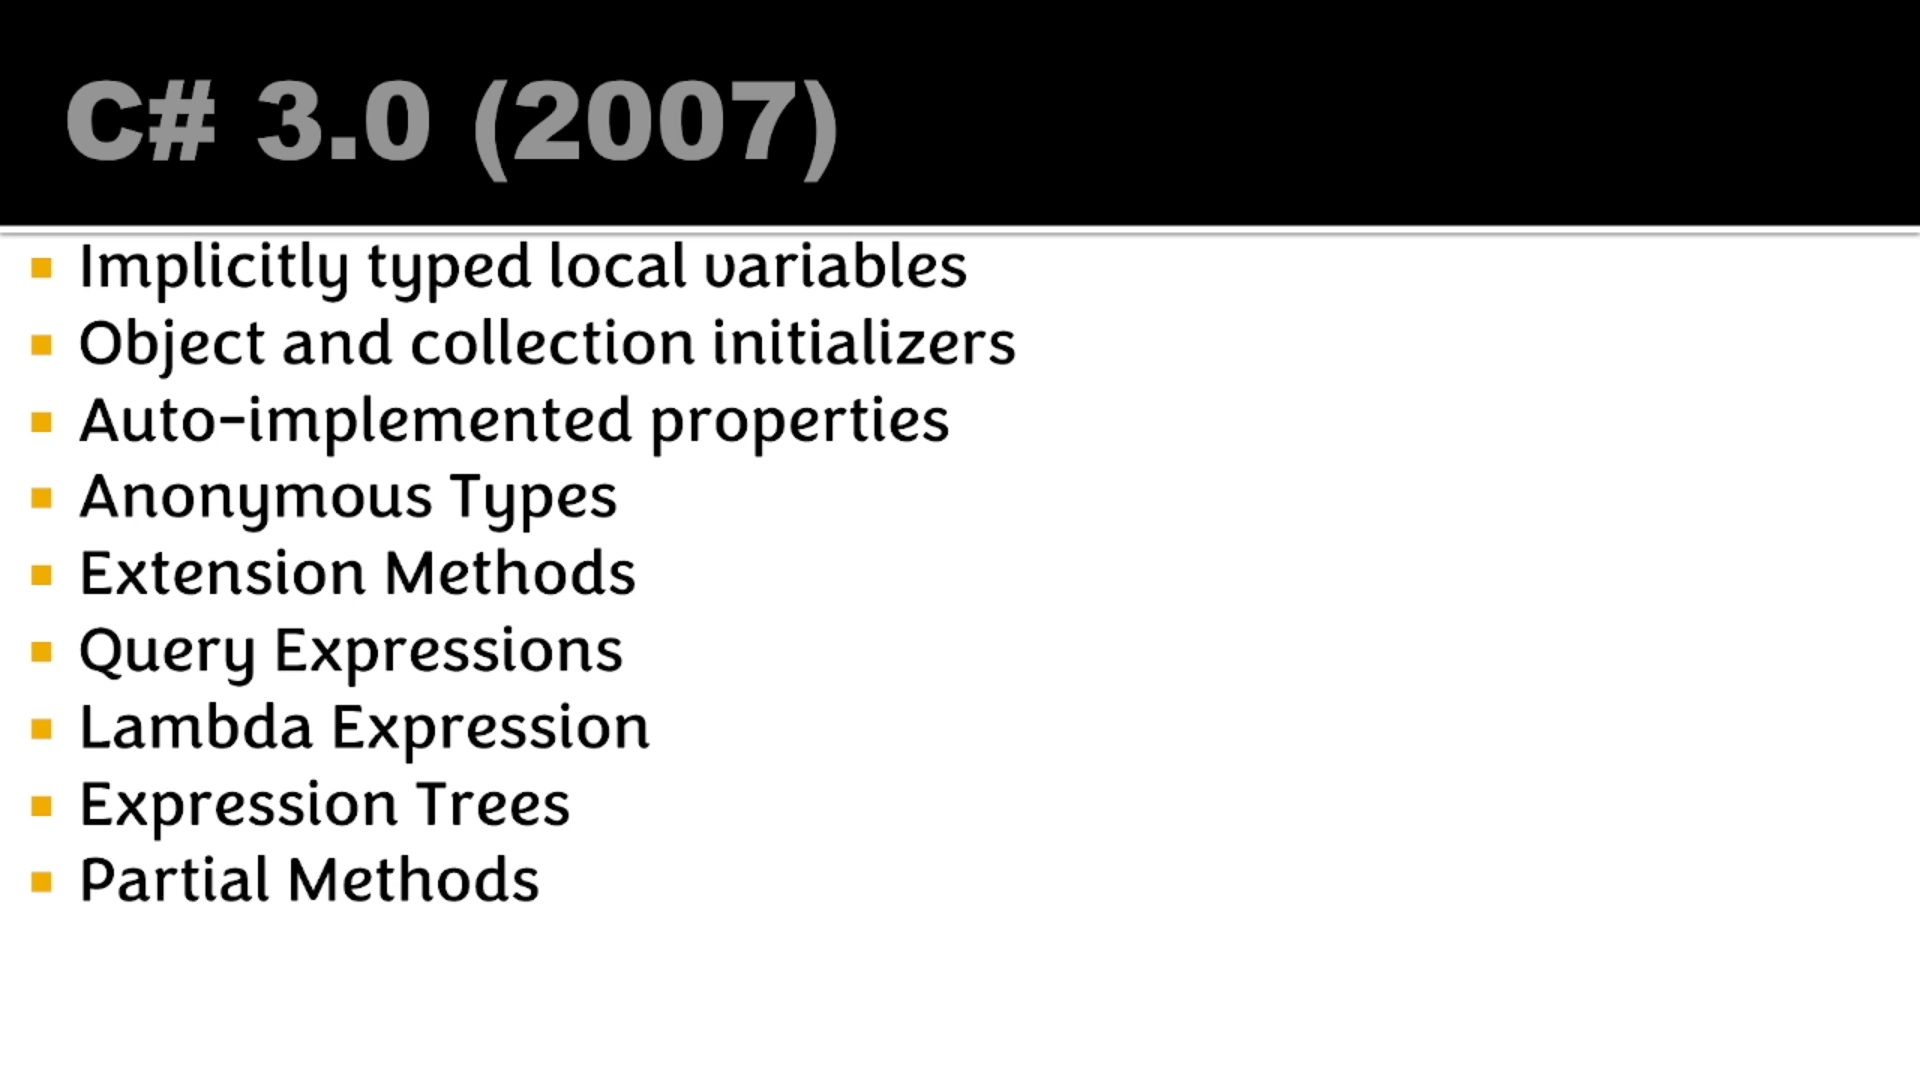 C# 3.0 (2007)
Implicitly typed local variables
Object and collection initializers
Auto-implemented properties
Anonymous Types
Extension Methods
Query Expressions
Lambda Expression
Expression Trees
Partial Methods